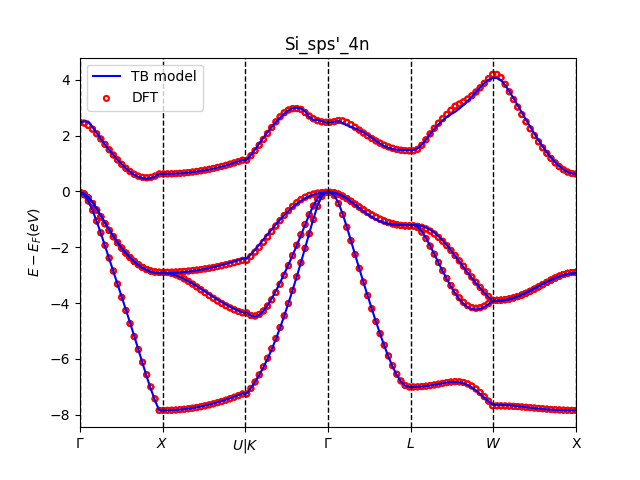 Si_sps'_4n
TB model
DFT
E − E_F(eV)
4
2
0
−2
−4
−6
−8
Γ X U|K Γ L W X